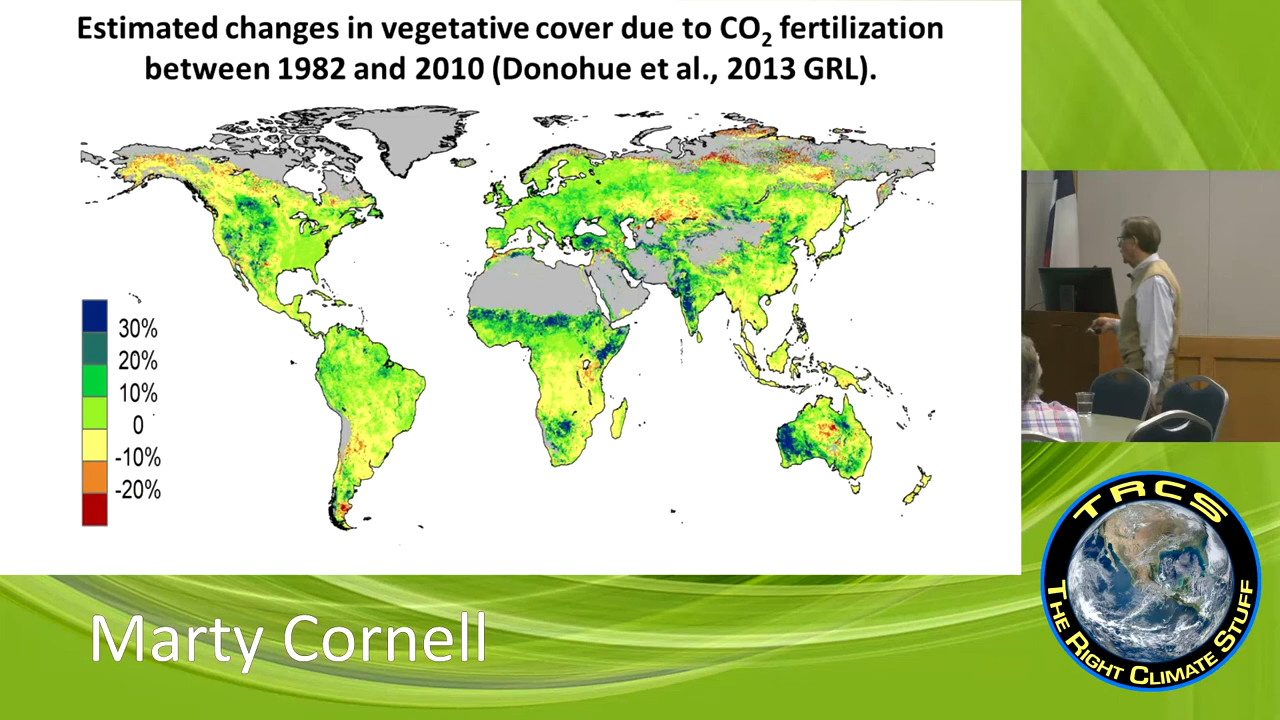 Estimated changes in vegetative cover due to CO₂ fertilization
between 1982 and 2010 (Donohue et al., 2013 GRL).
30%
20%
10%
0
-10%
-20%
Marty Cornell
TRCS
THE RIGHT CLIMATE STUFF